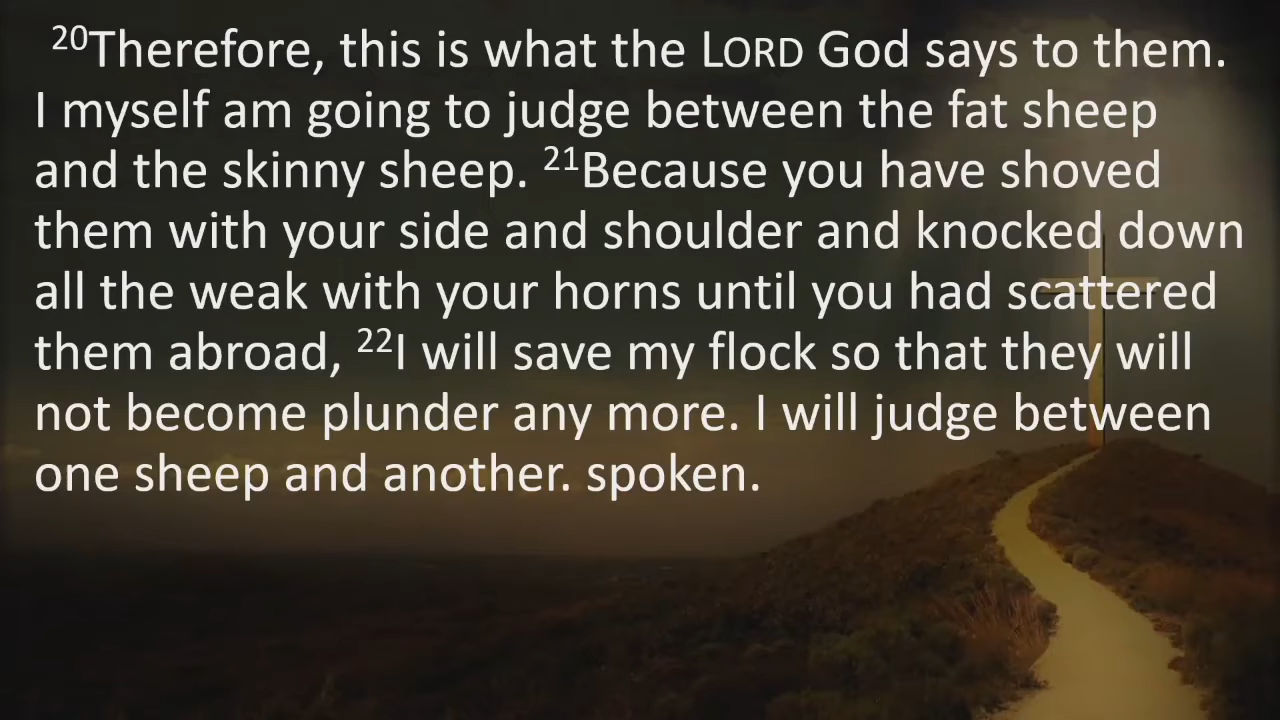 20Therefore, this is what the LORD God says to them.
I myself am going to judge between the fat sheep
and the skinny sheep. 21Because you have shoved
them with your side and shoulder and knocked down
all the weak with your horns until you had scattered
them abroad, 22I will save my flock so that they will
not become plunder any more. I will judge between
one sheep and another. spoken.